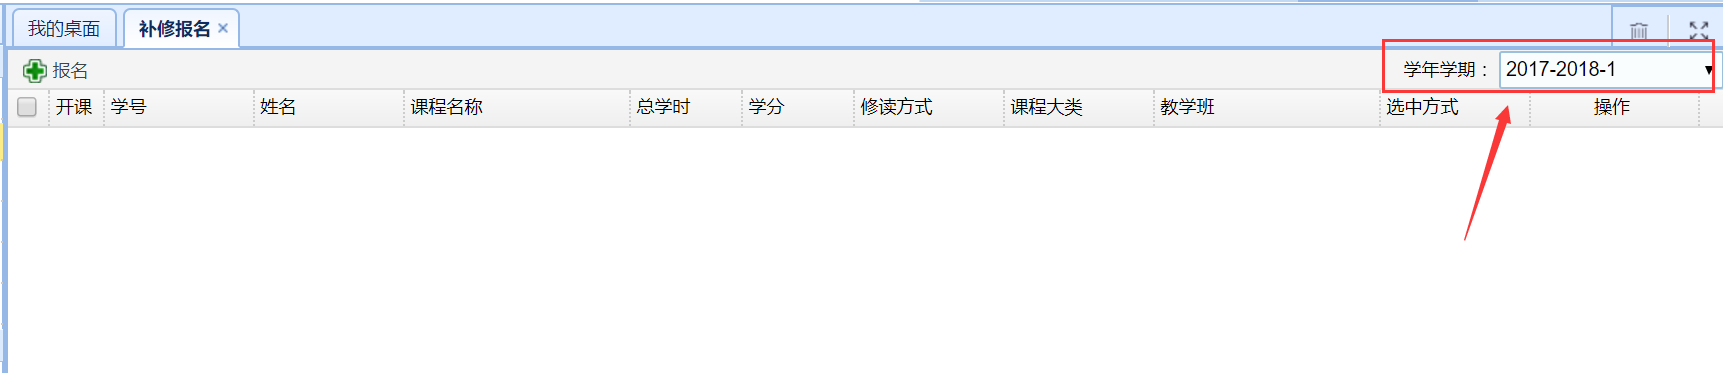 我的桌面 补修报名 ×
报名 学年学期： 2017-2018-1
开课 学号 姓名 课程名称 总学时 学分 修读方式 课程大类 教学班 选中方式 操作